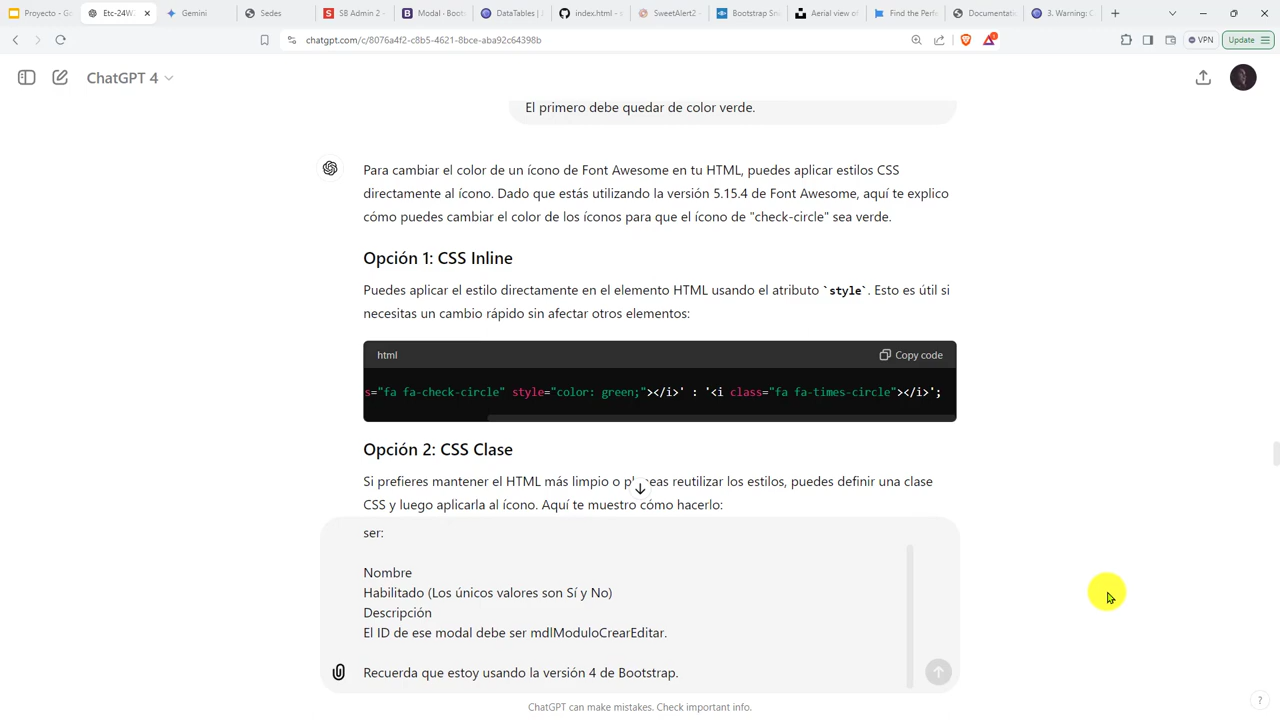 Proyecto - Go
Etc-24W
Gemini
Sedes
SB Admin 2 -
Modal · Boots
DataTables |
index.html - s
SweetAlert2 -
Bootstrap Sni
Aerial view of
Find the Perfe
Documentati
3. Warning: C
chatgpt.com/c/8076a4f2-c8b5-4621-8bce-aba92c64398b
VPN
Update
ChatGPT 4
El primero debe quedar de color verde.
Para cambiar el color de un ícono de Font Awesome en tu HTML, puedes aplicar estilos CSS
directamente al ícono. Dado que estás utilizando la versión 5.15.4 de Font Awesome, aquí te explico
cómo puedes cambiar el color de los íconos para que el ícono de "check-circle" sea verde.
Opción 1: CSS Inline
Puedes aplicar el estilo directamente en el elemento HTML usando el atributo `style`. Esto es útil si
necesitas un cambio rápido sin afectar otros elementos:
html
Copy code
s="fa fa-check-circle" style="color: green;"></i>' : '<i class="fa fa-times-circle"></i>';
Opción 2: CSS Clase
Si prefieres mantener el HTML más limpio o planeas reutilizar los estilos, puedes definir una clase
CSS y luego aplicarla al ícono. Aquí te muestro cómo hacerlo:
ser:
Nombre
Habilitado (Los únicos valores son Sí y No)
Descripción
El ID de ese modal debe ser mdlModuloCrearEditar.
Recuerda que estoy usando la versión 4 de Bootstrap.
ChatGPT can make mistakes. Check important info.
?